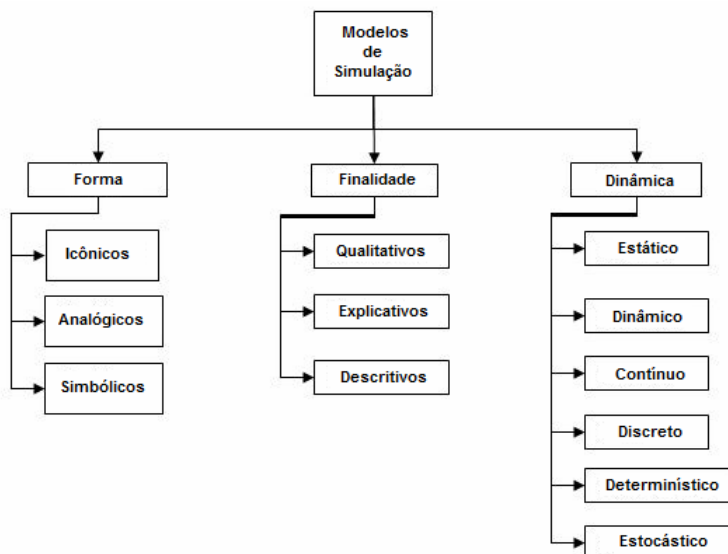 Modelos
de
Simulação
Forma
Finalidade
Dinâmica
Icônicos
Analógicos
Simbólicos
Qualitativos
Explicativos
Descritivos
Estático
Dinâmico
Contínuo
Discreto
Determinístico
Estocástico